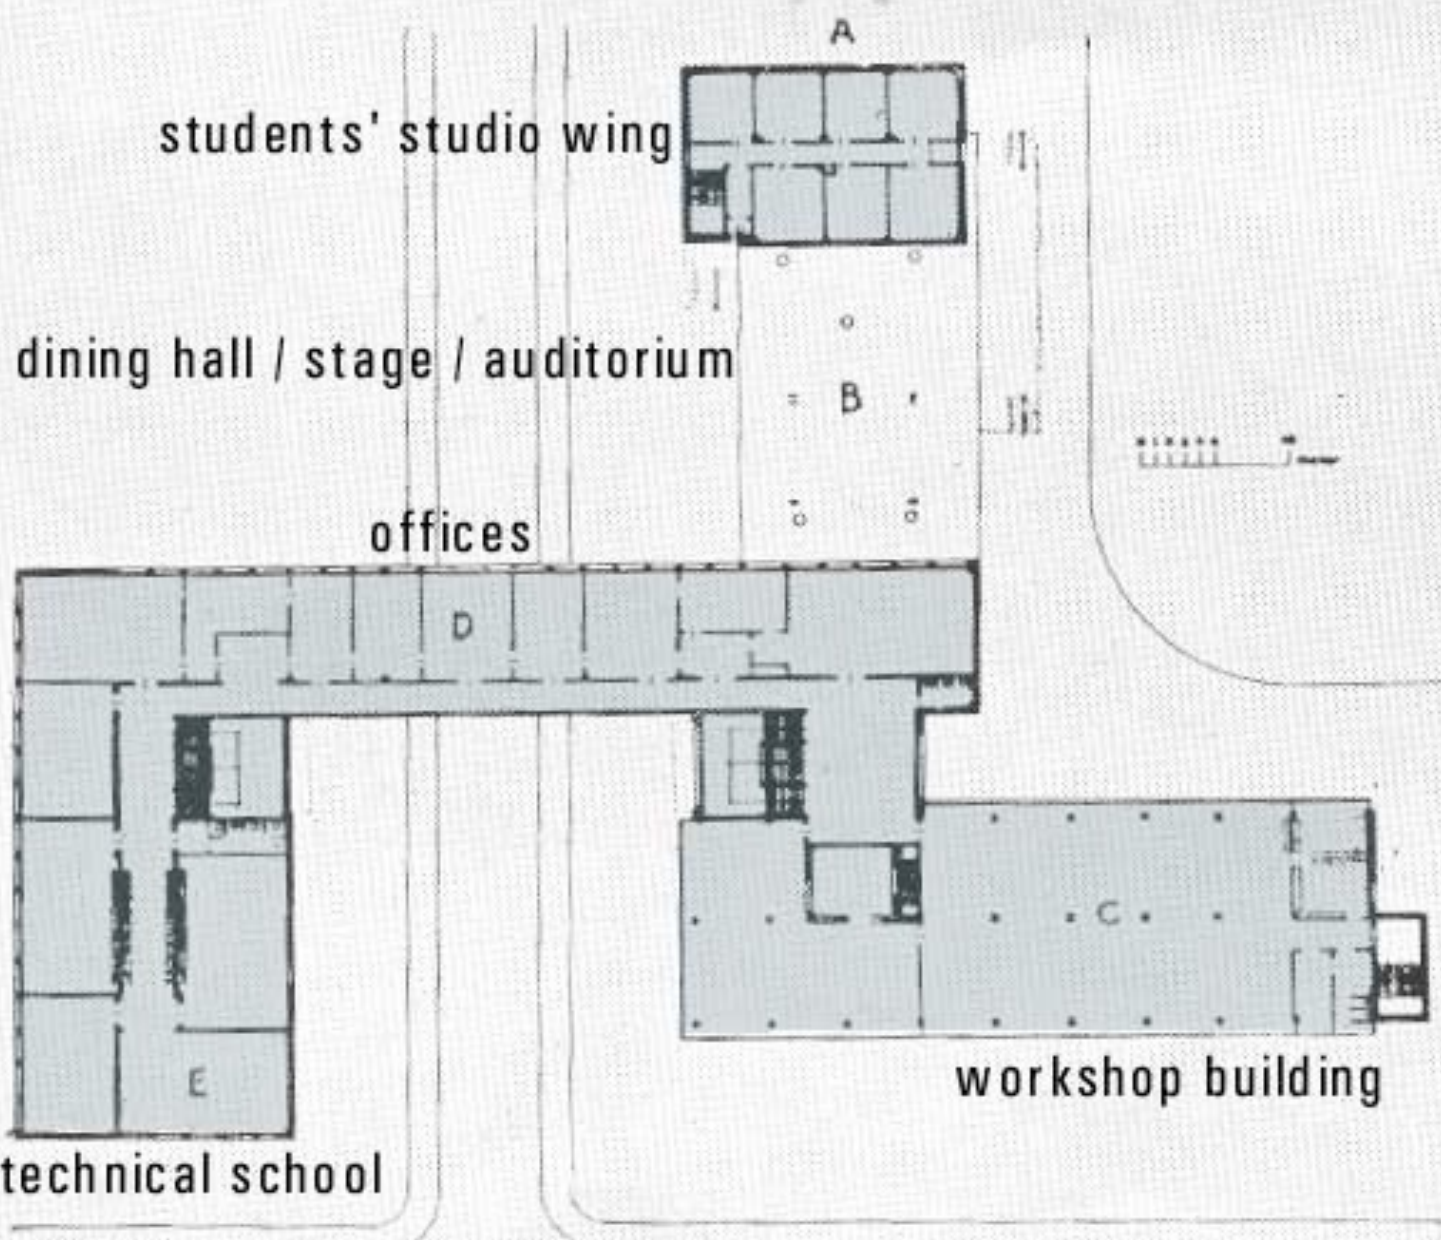 A
students' studio wing
dining hall / stage / auditorium
B
offices
D
C
workshop building
E
technical school